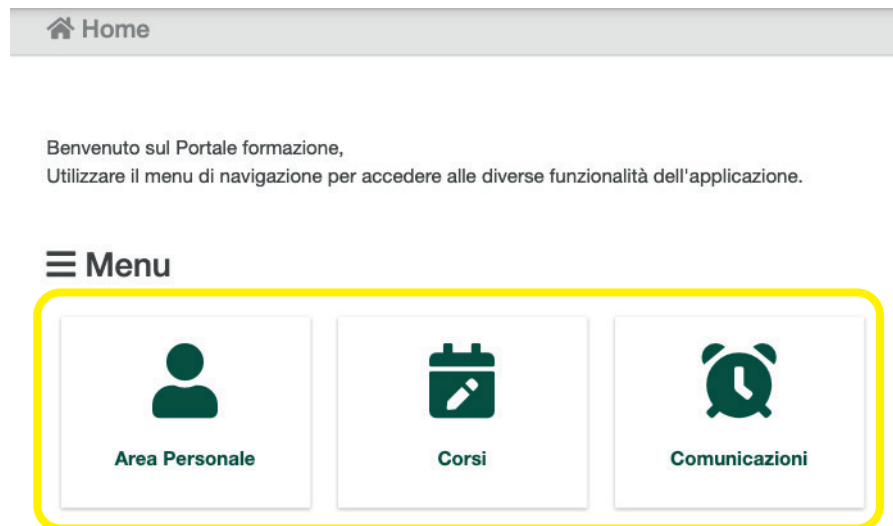 Home
Benvenuto sul Portale formazione,
Utilizzare il menu di navigazione per accedere alle diverse funzionalità dell'applicazione.
Menu
Area Personale
Corsi
Comunicazioni